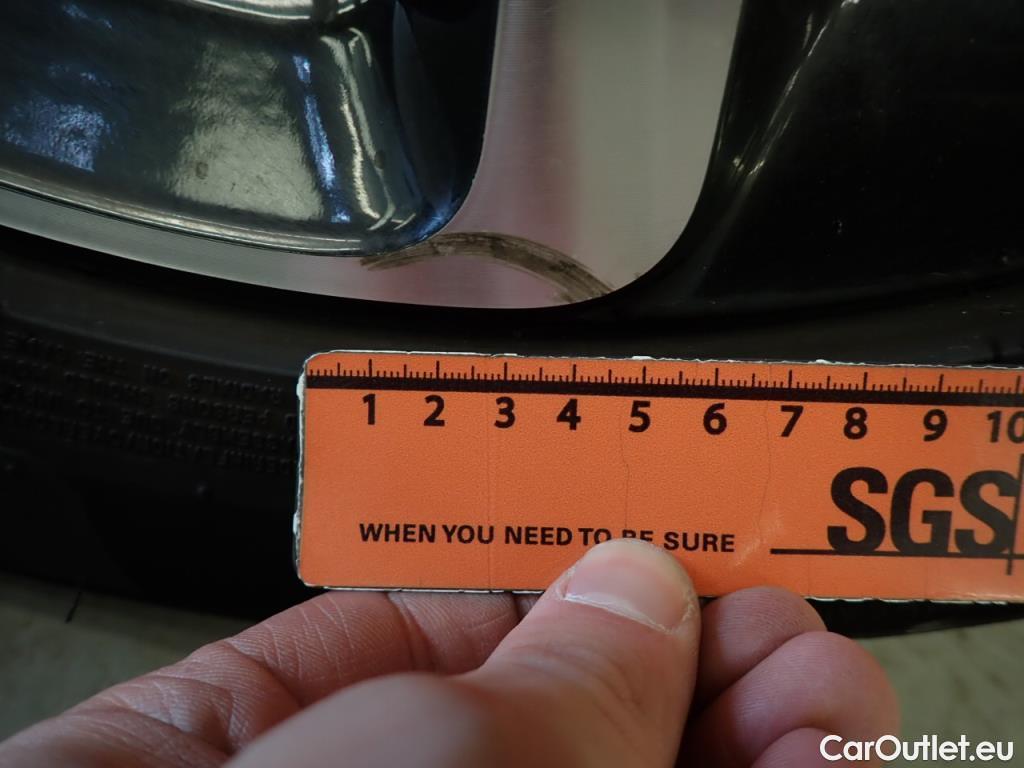 1 2 3 4 5 6 7 8 9 10
SGS
WHEN YOU NEED TO BE SURE
CarOutlet.eu